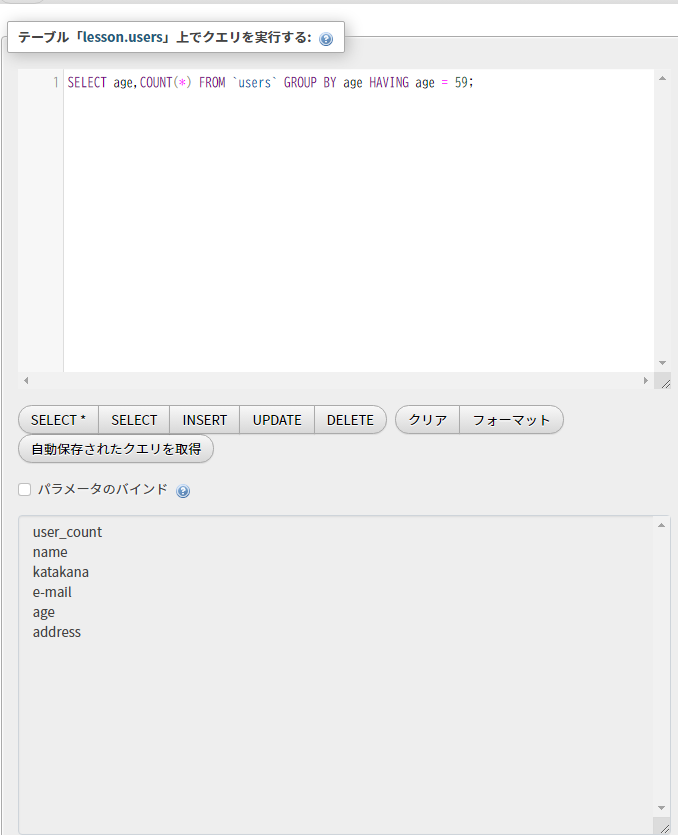 テーブル「lesson.users」上でクエリを実行する:
1 SELECT age,COUNT(*) FROM `users` GROUP BY age HAVING age = 59;
SELECT * SELECT INSERT UPDATE DELETE クリア フォーマット
自動保存されたクエリを取得
パラメータのバインド
user_count
name
katakana
e-mail
age
address